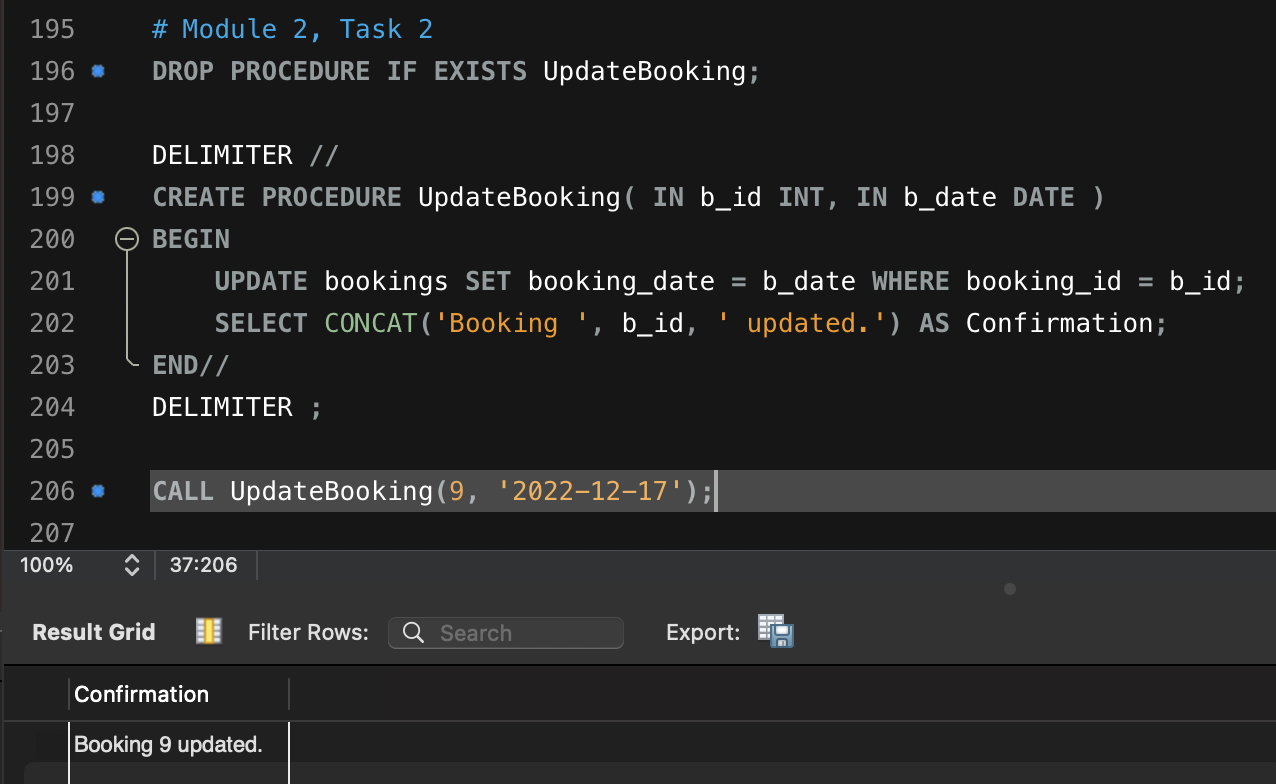 195 # Module 2, Task 2
196 DROP PROCEDURE IF EXISTS UpdateBooking;
197
198 DELIMITER //
199 CREATE PROCEDURE UpdateBooking( IN b_id INT, IN b_date DATE )
200 BEGIN
201 UPDATE bookings SET booking_date = b_date WHERE booking_id = b_id;
202 SELECT CONCAT('Booking ', b_id, ' updated.') AS Confirmation;
203 END//
204 DELIMITER ;
205
206 CALL UpdateBooking(9, '2022-12-17');
207
100% 37:206
Result Grid Filter Rows: Search Export:
Confirmation
Booking 9 updated.